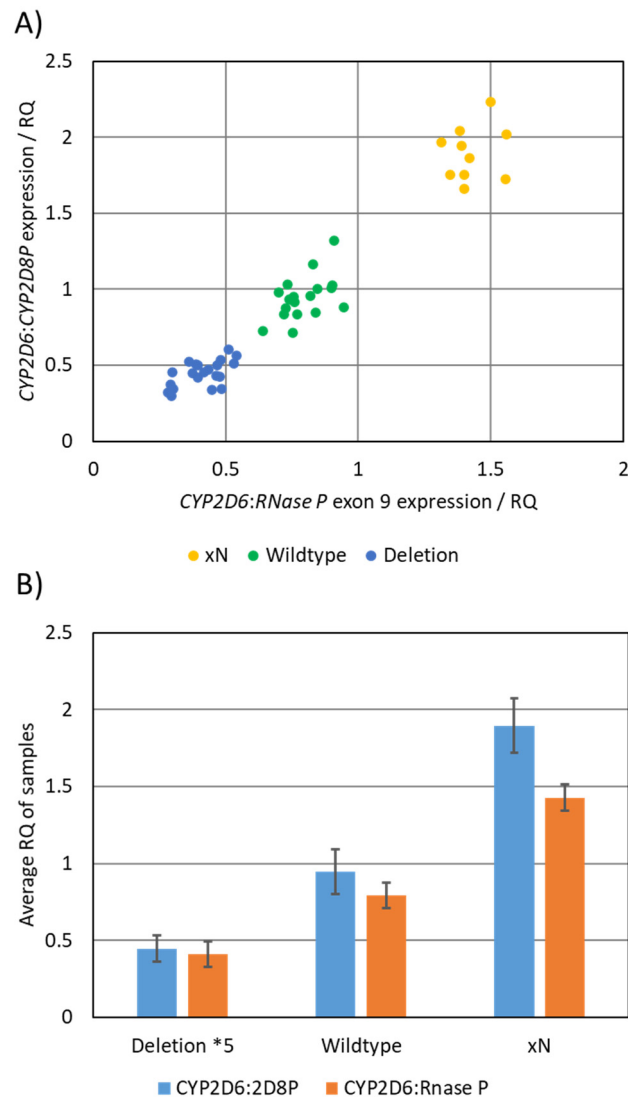 A)
2.5
2
1.5
1
0.5
0
CYP2D6:CYP2D8P expression / RQ
0 0.5 1 1.5 2
CYP2D6:RNase P exon 9 expression / RQ
xN Wildtype Deletion
B)
2.5
2
1.5
1
0.5
0
Average RQ of samples
Deletion *5 Wildtype xN
CYP2D6:2D8P CYP2D6:Rnase P